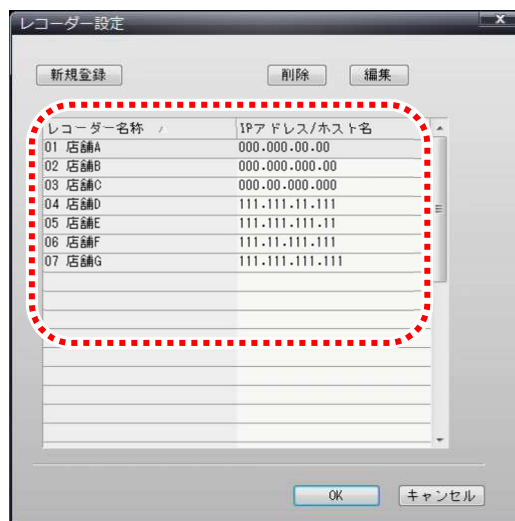 レコーダー設定
x
新規登録 削除 編集
レコーダー名称 / IPアドレス/ホスト名
01 店舗A 000.000.00.00
02 店舗B 000.000.000.00
03 店舗C 000.00.000.000
04 店舗D 111.111.11.111
05 店舗E 111.111.111.11
06 店舗F 111.11.111.111
07 店舗G 111.111.111.111
OK キャンセル